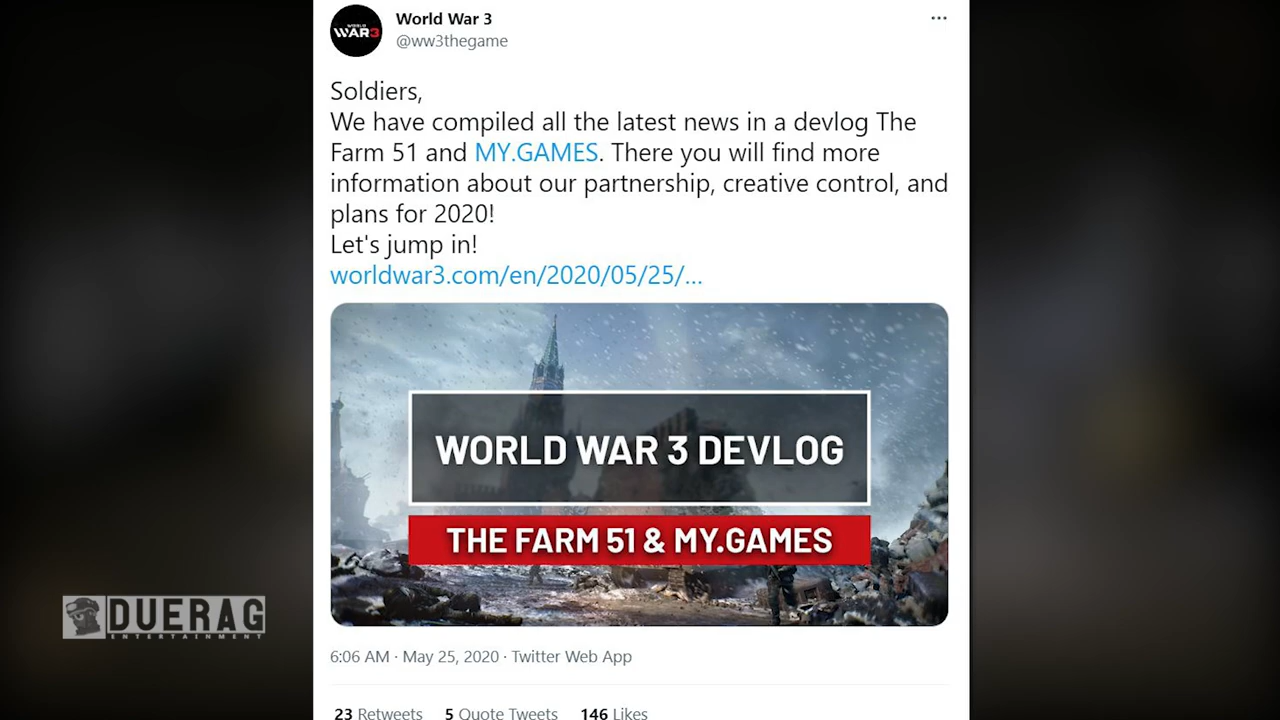 WORLD
WAR3
World War 3
@ww3thegame
Soldiers,
We have compiled all the latest news in a devlog The
Farm 51 and MY.GAMES. There you will find more
information about our partnership, creative control, and
plans for 2020!
Let's jump in!
worldwar3.com/en/2020/05/25/...
WORLD WAR 3 DEVLOG
THE FARM 51 & MY.GAMES
DUERAG
ENTERTAINMENT
6:06 AM · May 25, 2020 · Twitter Web App
23 Retweets 5 Quote Tweets 146 Likes